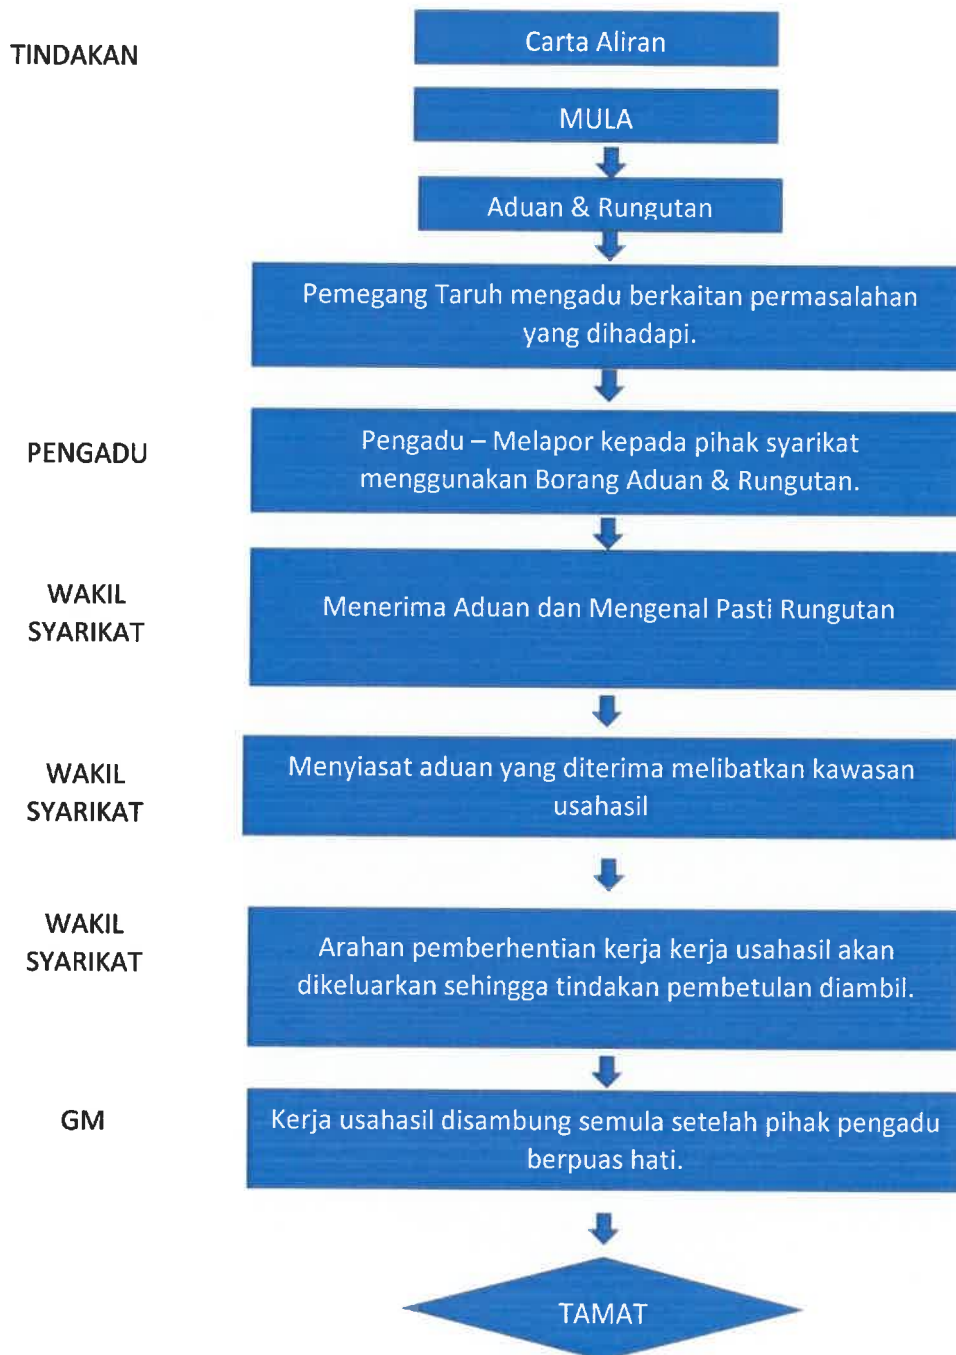 TINDAKAN
Carta Aliran
MULA
Aduan & Rungutan
Pemegang Taruh mengadu berkaitan permasalahan
yang dihadapi.
PENGADU
Pengadu – Melapor kepada pihak syarikat
menggunakan Borang Aduan & Rungutan.
WAKIL
SYARIKAT
Menerima Aduan dan Mengenal Pasti Rungutan
WAKIL
SYARIKAT
Menyiasat aduan yang diterima melibatkan kawasan
usahasil
WAKIL
SYARIKAT
Arahan pemberhentian kerja kerja usahasil akan
dikeluarkan sehingga tindakan pembetulan diambil.
GM
Kerja usahasil disambung semula setelah pihak pengadu
berpuas hati.
TAMAT